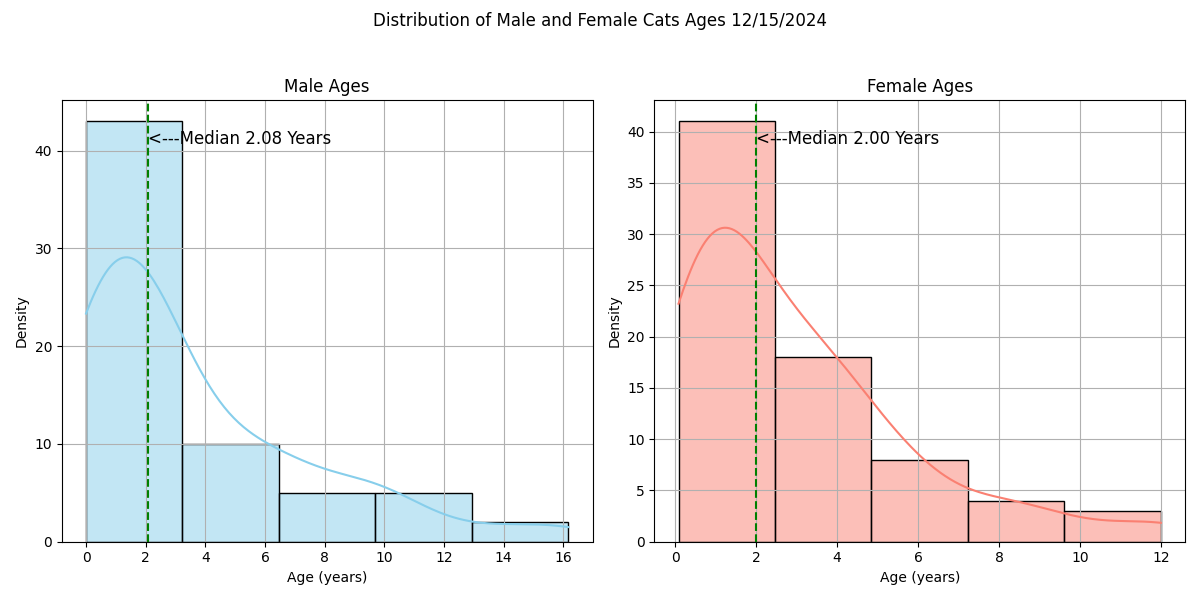 Distribution of Male and Female Cats Ages 12/15/2024
Male Ages
<---Median 2.08 Years
Density
40
30
20
10
0
0 2 4 6 8 10 12 14 16
Age (years)
Female Ages
<---Median 2.00 Years
Density
40
35
30
25
20
15
10
5
0
0 2 4 6 8 10 12
Age (years)